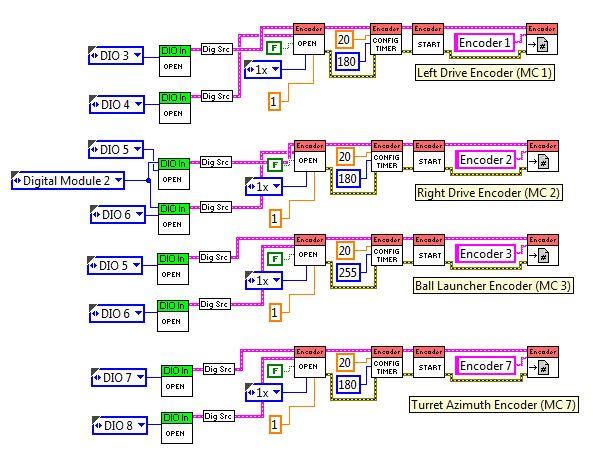 DIO 3 DIO In OPEN Dig Src F 1x 1 Encoder OPEN 20 180 Encoder CONFIG TIMER Encoder START Encoder 1 Encoder #
DIO 4 DIO In OPEN Dig Src
Left Drive Encoder (MC 1)
DIO 5 DIO In OPEN Dig Src F 1x 1 Encoder OPEN 20 180 Encoder CONFIG TIMER Encoder START Encoder 2 Encoder #
Digital Module 2
DIO 6 DIO In OPEN Dig Src
Right Drive Encoder (MC 2)
DIO 5 DIO In OPEN Dig Src F 1x 1 Encoder OPEN 20 255 Encoder CONFIG TIMER Encoder START Encoder 3 Encoder #
DIO 6 DIO In OPEN Dig Src
Ball Launcher Encoder (MC 3)
DIO 7 DIO In OPEN Dig Src F 1x 1 Encoder OPEN 20 180 Encoder CONFIG TIMER Encoder START Encoder 7 Encoder #
DIO 8 DIO In OPEN Dig Src
Turret Azimuth Encoder (MC 7)